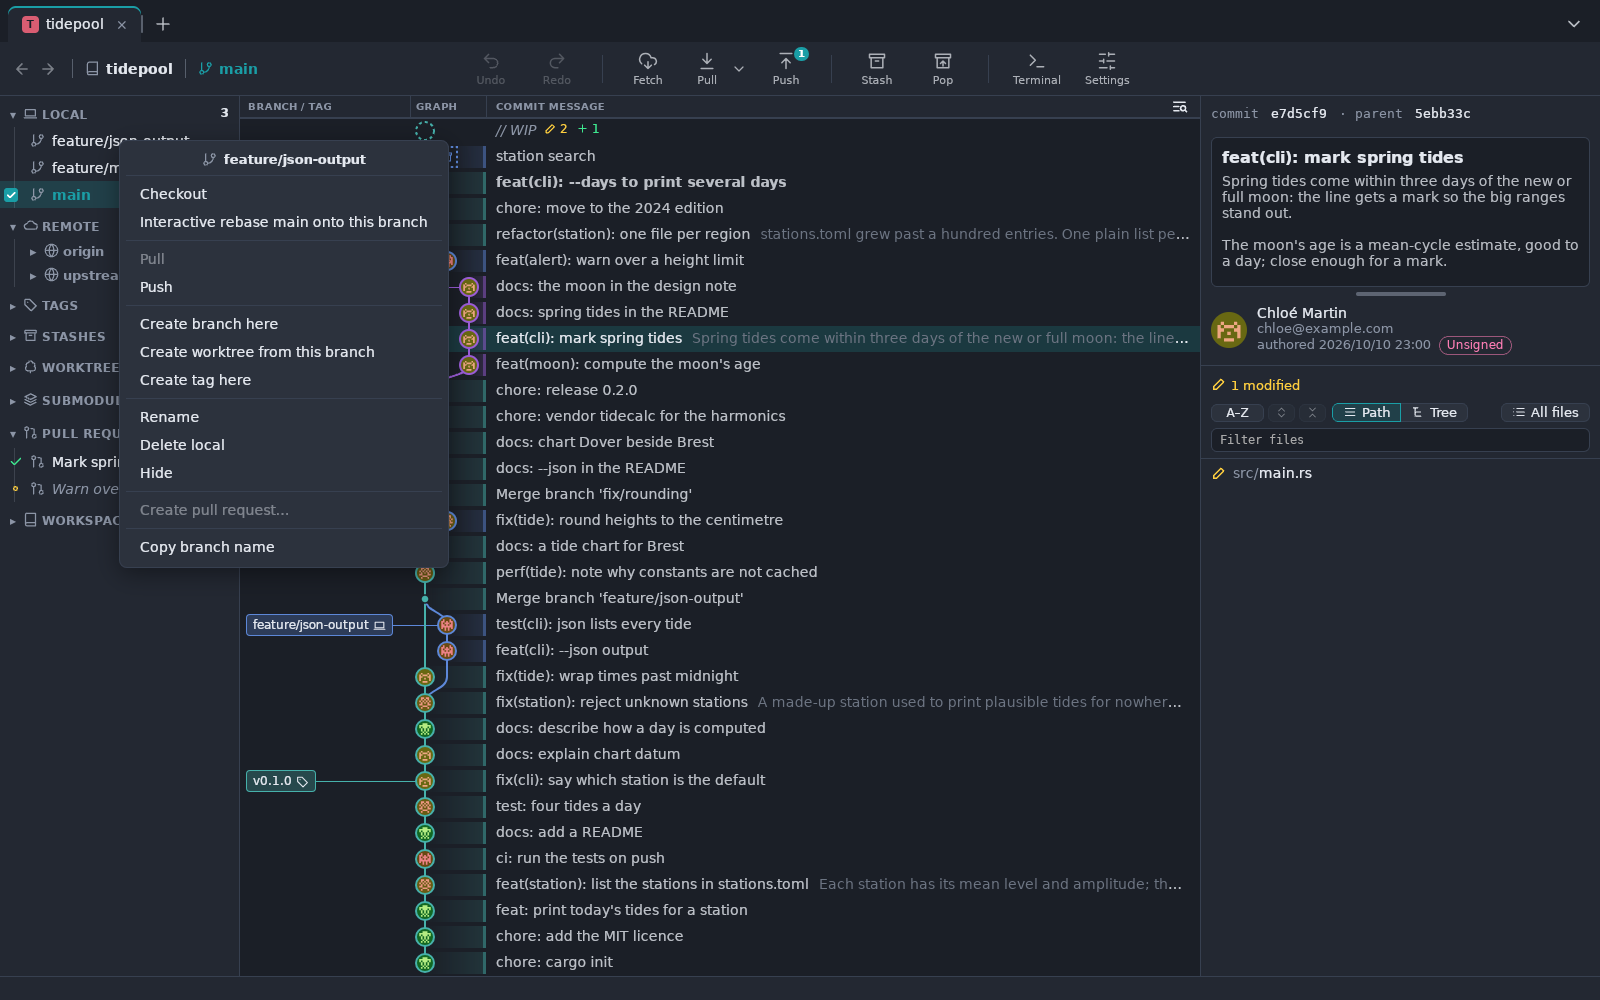 T tidepool
tidepool
main
Undo
Redo
Fetch
Pull
1
Push
Stash
Pop
Terminal
Settings
LOCAL 3
feature/json-output
feature/m
main
REMOTE
origin
upstrea
TAGS
STASHES
WORKTREE
SUBMODUL
PULL REQU
Mark spri
Warn ove
WORKSPAC
feature/json-output
Checkout
Interactive rebase main onto this branch
Pull
Push
Create branch here
Create worktree from this branch
Create tag here
Rename
Delete local
Hide
Create pull request...
Copy branch name
BRANCH / TAG GRAPH COMMIT MESSAGE
// WIP 2 + 1
station search
feat(cli): --days to print several days
chore: move to the 2024 edition
refactor(station): one file per region stations.toml grew past a hundred entries. One plain list pe...
feat(alert): warn over a height limit
docs: the moon in the design note
docs: spring tides in the README
feat(cli): mark spring tides Spring tides come within three days of the new or full moon: the line...
feat(moon): compute the moon's age
chore: release 0.2.0
chore: vendor tidecalc for the harmonics
docs: chart Dover beside Brest
docs: --json in the README
Merge branch 'fix/rounding'
fix(tide): round heights to the centimetre
docs: a tide chart for Brest
perf(tide): note why constants are not cached
Merge branch 'feature/json-output'
feature/json-output test(cli): json lists every tide
feat(cli): --json output
fix(tide): wrap times past midnight
fix(station): reject unknown stations A made-up station used to print plausible tides for nowher...
docs: describe how a day is computed
docs: explain chart datum
v0.1.0 fix(cli): say which station is the default
test: four tides a day
docs: add a README
ci: run the tests on push
feat(station): list the stations in stations.toml Each station has its mean level and amplitude; th...
feat: print today's tides for a station
chore: add the MIT licence
chore: cargo init
commit e7d5cf9 · parent 5ebb33c
feat(cli): mark spring tides
Spring tides come within three days of the new or
full moon: the line gets a mark so the big ranges
stand out.
The moon's age is a mean-cycle estimate, good to
a day; close enough for a mark.
Chloé Martin
chloe@example.com
authored 2026/10/10 23:00 Unsigned
1 modified
A-Z Path Tree All files
Filter files
src/main.rs